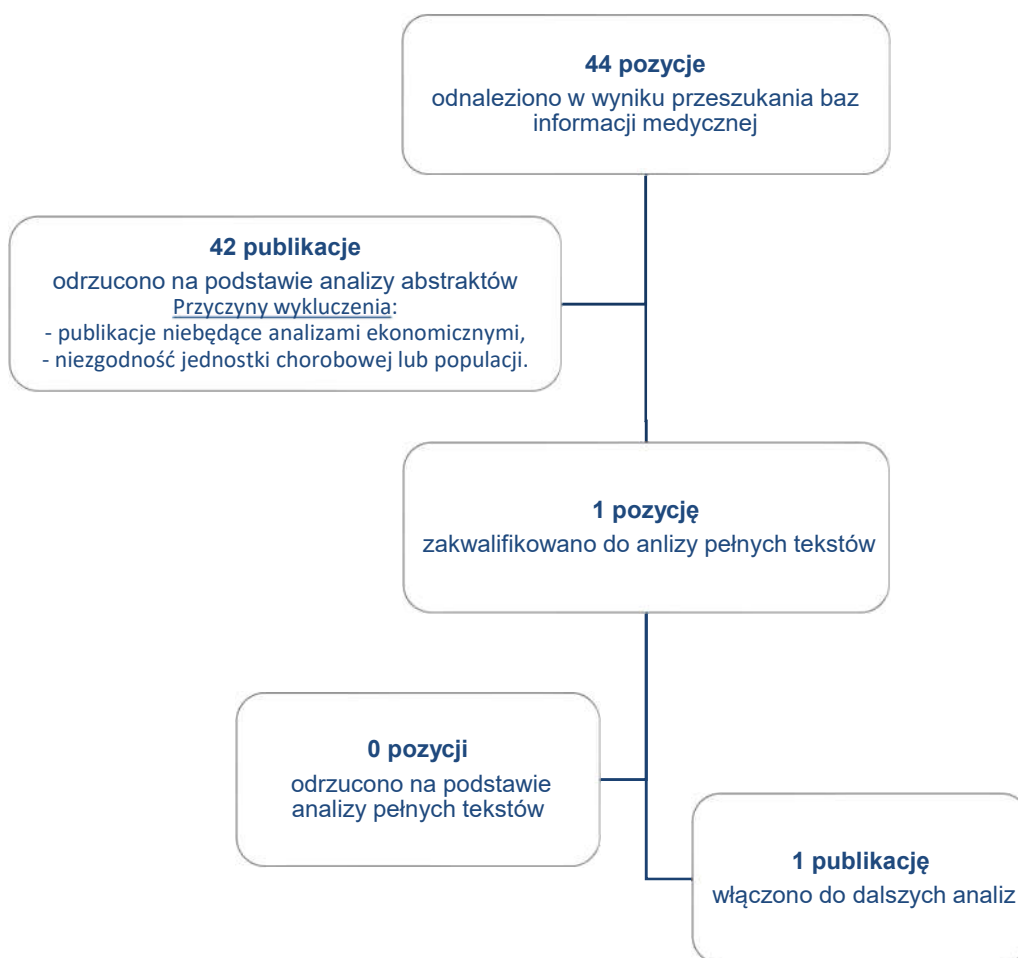 44 pozycje
odnaleziono w wyniku przeszukania baz
informacji medycznej
42 publikacje
odrzucono na podstawie analizy abstraktów
Przyczyny wykluczenia:
- publikacje niebędące analizami ekonomicznymi,
- niezgodność jednostki chorobowej lub populacji.
1 pozycję
zakwalifikowano do anlizy pełnych tekstów
0 pozycji
odrzucono na podstawie
analizy pełnych tekstów
1 publikację
włączono do dalszych analiz